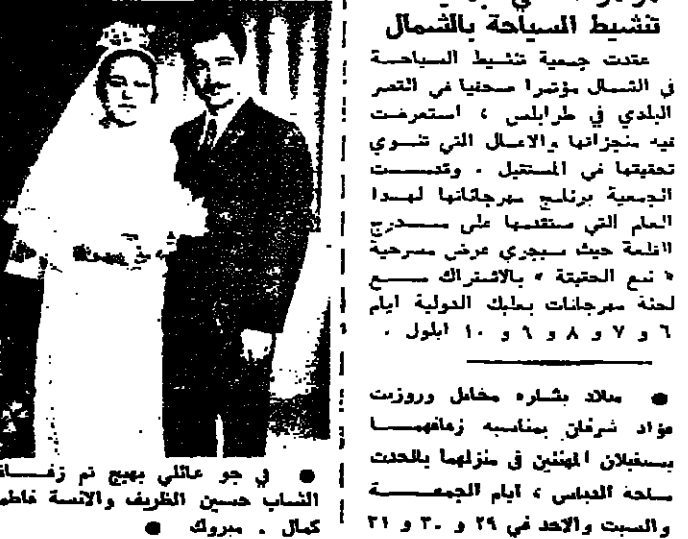 تنشيط السياحة بالشمال
عقدت جمعية تنشيط السياحة
في الشمال مؤتمرا صحفيا في القصر
البلدي في طرابلس ، استعرضت
فيه منجزاتها والاعمال التي تنوي
تحقيقها في المستقبل . وقدمت
الجمعية برنامج مهرجاناتها لهذا
العام التي ستقدمها على مدرج
القلعة حيث سيجري عرض مسرحية
« تبع الحقيقة » بالاشتراك مع
لجنة مهرجانات بعلبك الدولية ايام
٦ و ٧ و ٨ و ٩ و ١٠ ايلول .
● ميلاد بشاره مخايل وروزيت
فؤاد شرفان بمناسبه زفافهما
يستقبلان المهنئين في منزلهما بالحدث
ساحة الدباس ، ايام الجمعة
والسبت والاحد في ٢٩ و ٣٠ و ٣١
● في جو عائلي بهيج تم زفاف
الشاب حسين الظريف والانسة فاطمة
كمال . مبروك ●